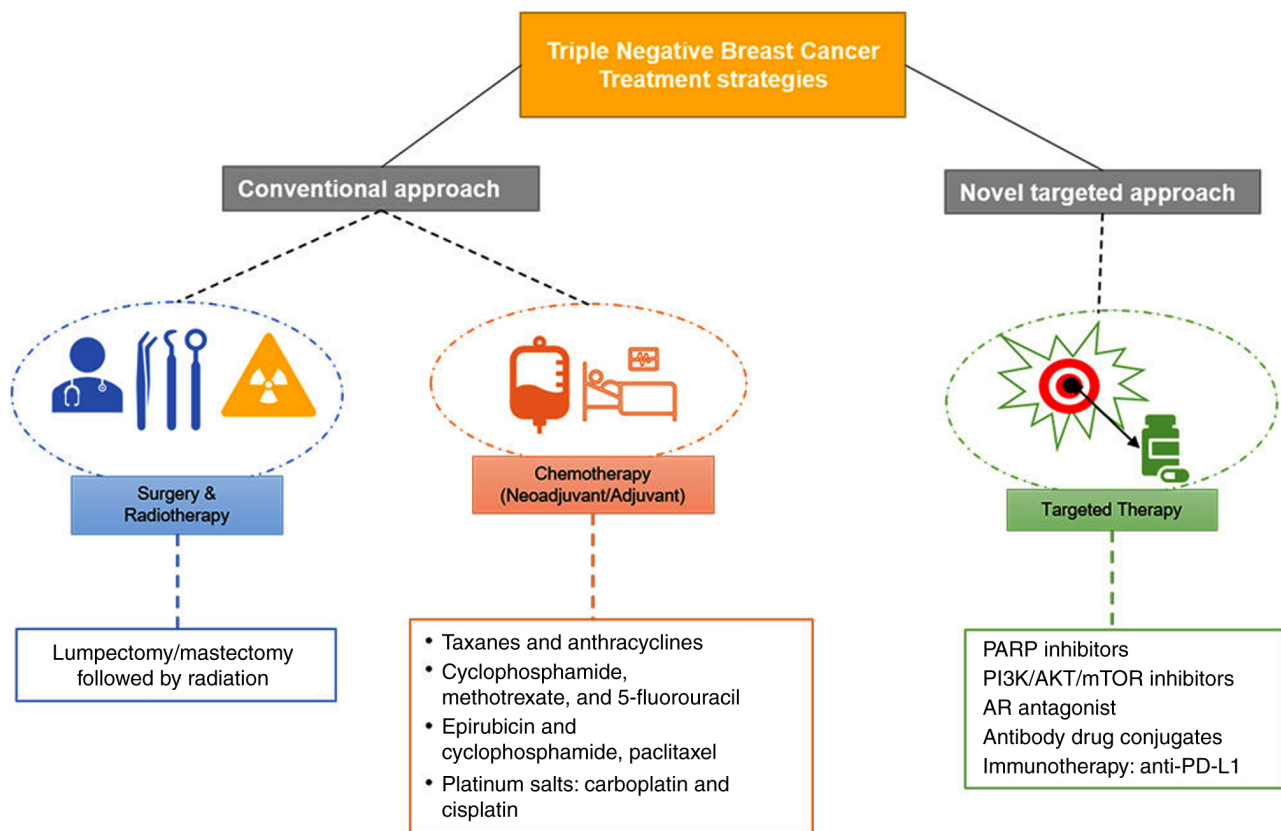 Triple Negative Breast Cancer
Treatment strategies
Conventional approach
Novel targeted approach
Surgery &
Radiotherapy
Chemotherapy
(Neoadjuvant/Adjuvant)
Targeted Therapy
Lumpectomy/mastectomy
followed by radiation
• Taxanes and anthracyclines
• Cyclophosphamide,
methotrexate, and 5-fluorouracil
• Epirubicin and
cyclophosphamide, paclitaxel
• Platinum salts: carboplatin and
cisplatin
PARP inhibitors
PI3K/AKT/mTOR inhibitors
AR antagonist
Antibody drug conjugates
Immunotherapy: anti-PD-L1